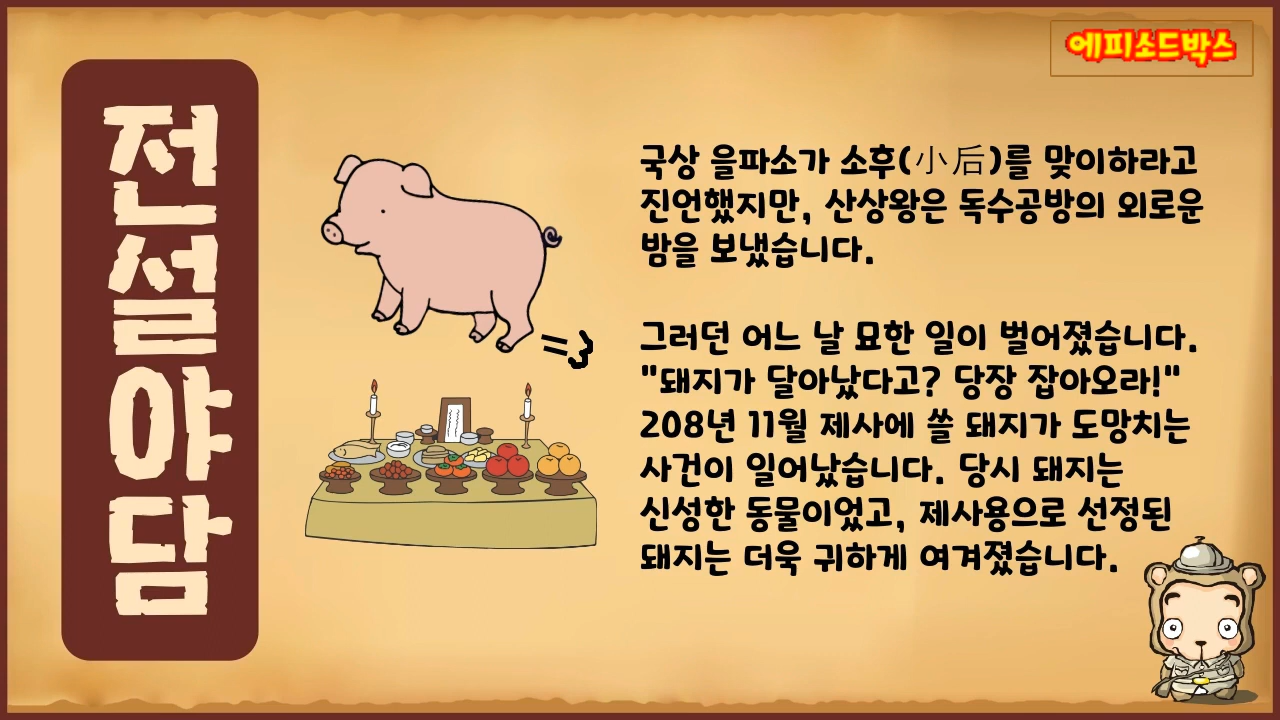 에피소드박스
전설야담
국상 을파소가 소후(小后)를 맞이하라고
진언했지만, 산상왕은 독수공방의 외로운
밤을 보냈습니다.
그러던 어느 날 묘한 일이 벌어졌습니다.
"돼지가 달아났다고? 당장 잡아오라!"
208년 11월 제사에 쓸 돼지가 도망치는
사건이 일어났습니다. 당시 돼지는
신성한 동물이었고, 제사용으로 선정된
돼지는 더욱 귀하게 여겨졌습니다.